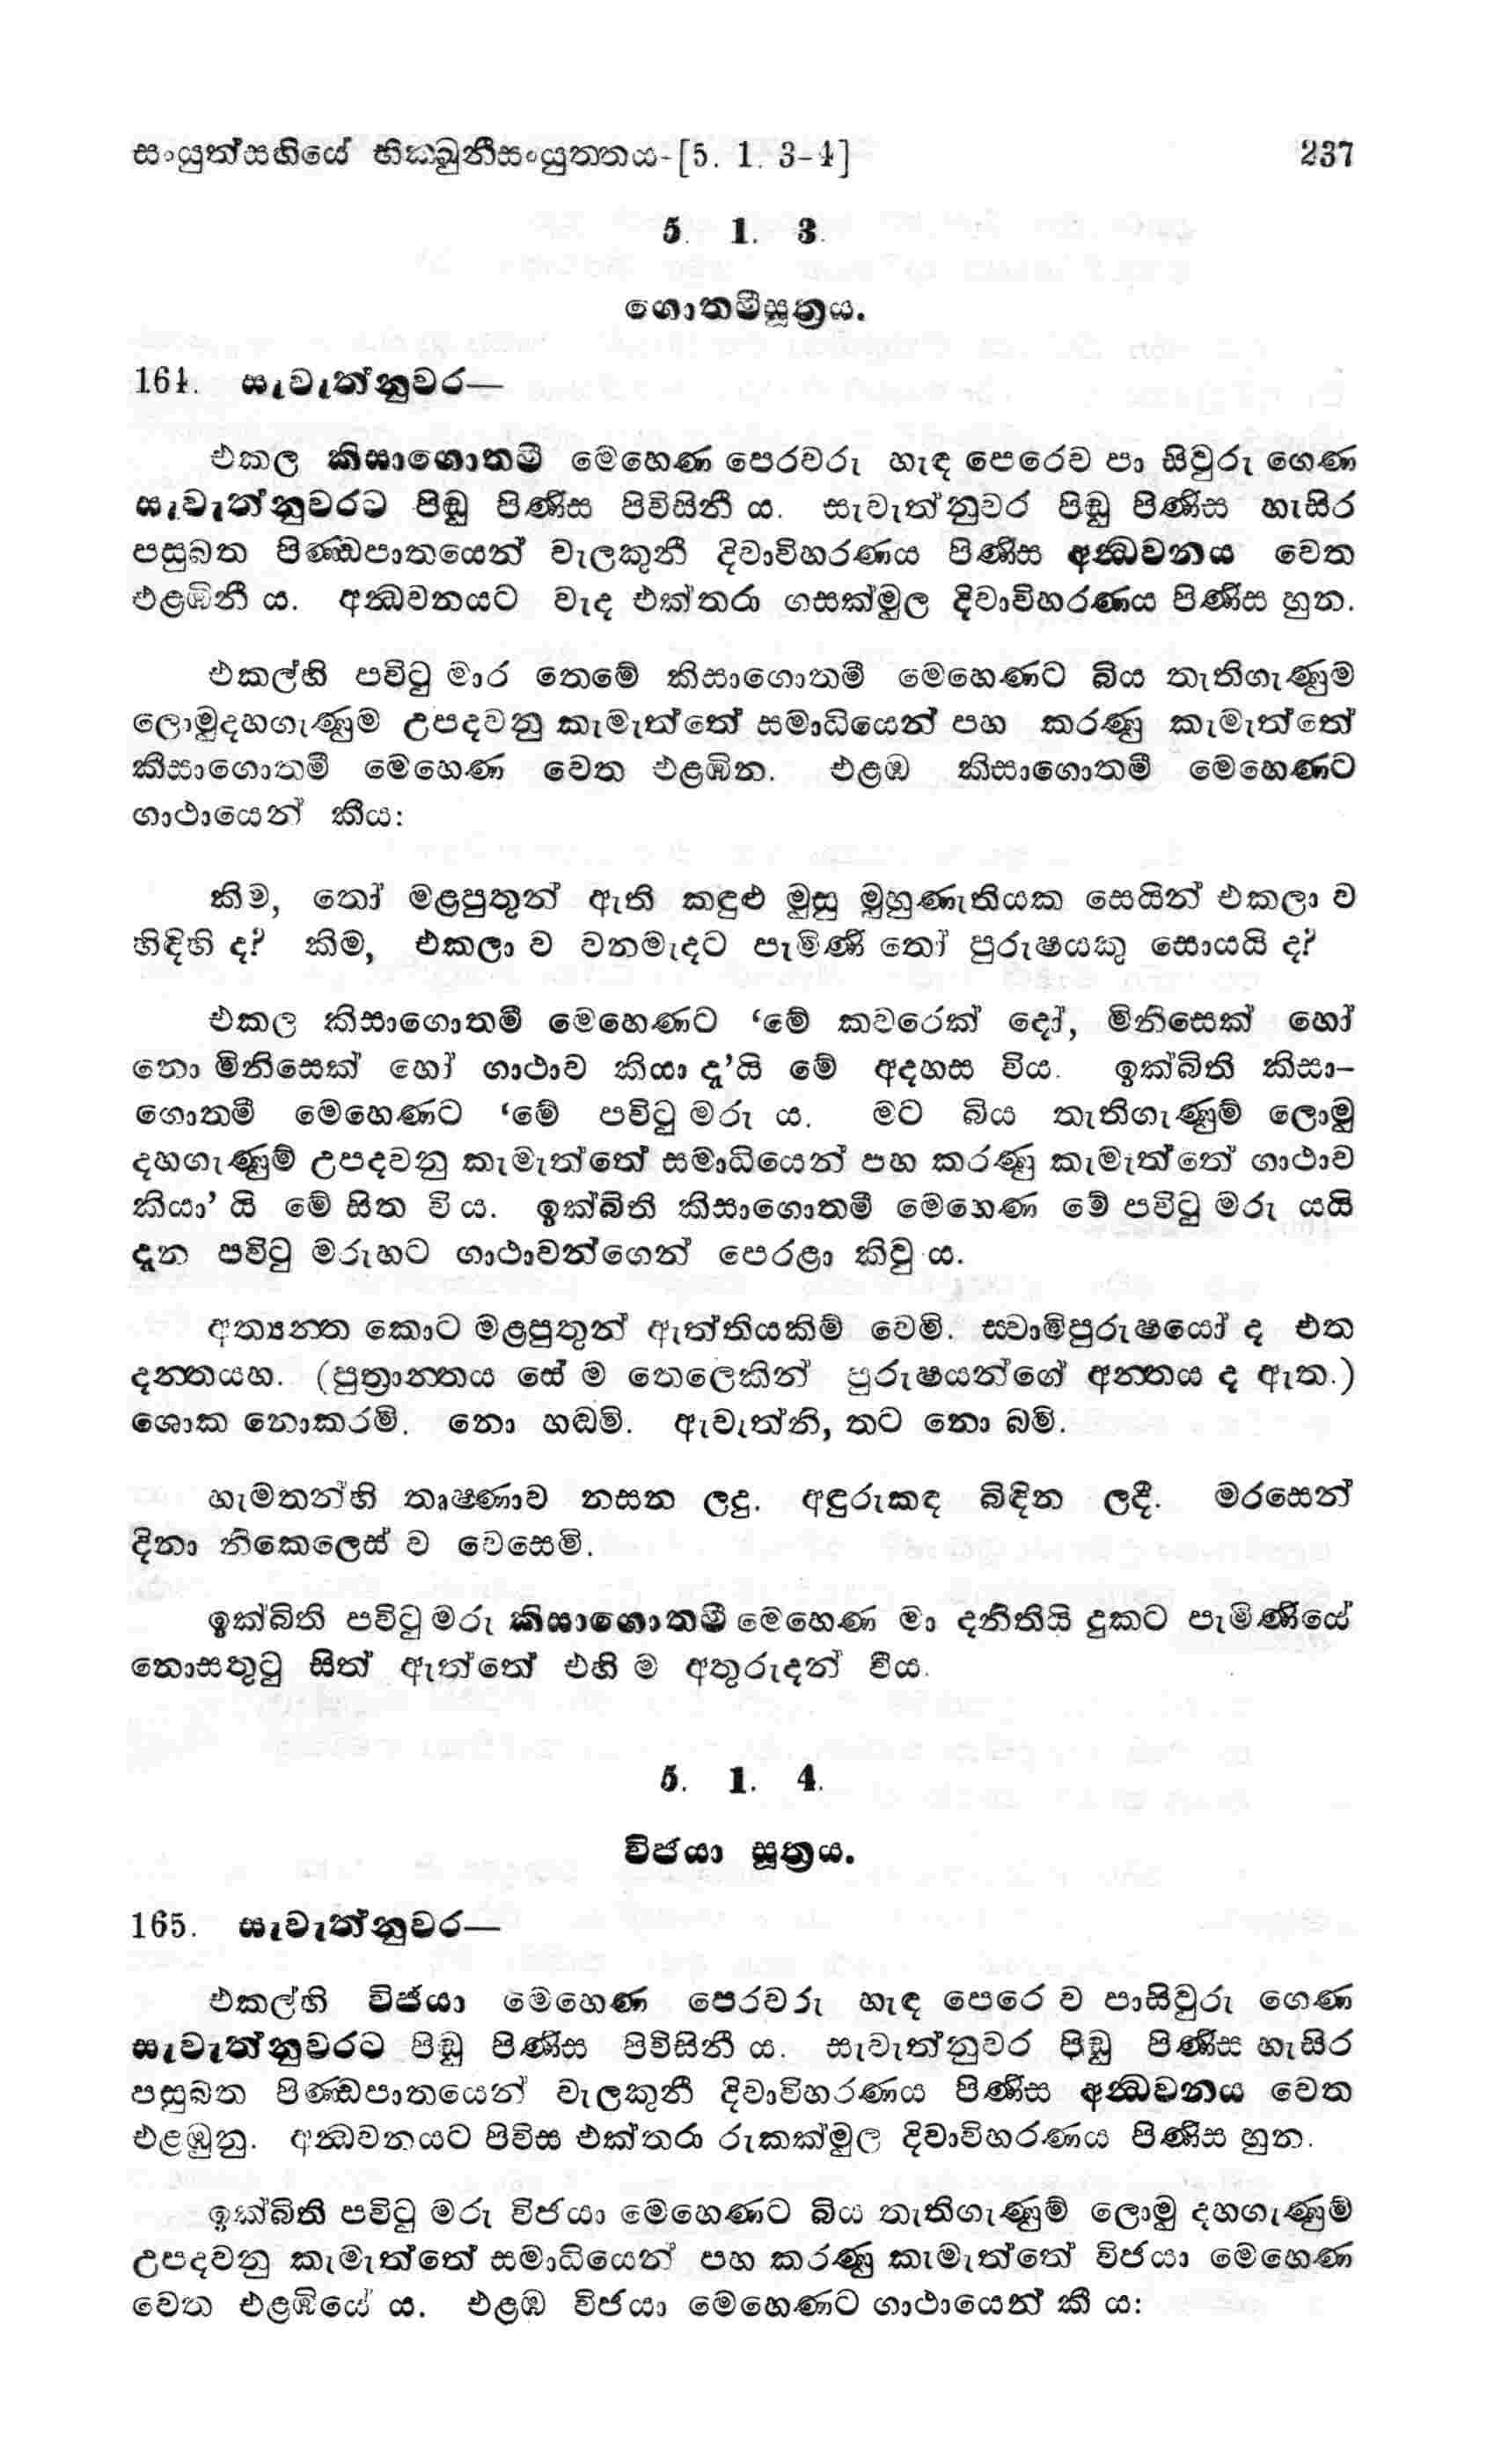 සංයුත්සඟියේ භික්ඛුනීසංයුත්තය-[5. 1. 3-4] 237
5. 1. 3.
ගොතමීසූත්‍රය.
164. සැවැත්නුවර—
එකල කිසාගොතමී මෙහෙණ පෙරවරු හැඳ පෙරෙව පා සිවුරු ගෙණ
සැවැත්නුවරට පිඬු පිණිස පිවිසිනී ය. සැවැත්නුවර පිඬු පිණිස හැසිර
පසුබත පිණ්ඩපාතයෙන් වැලකුනී දිවාවිහරණය පිණිස අන්ධවනය වෙත
එළඹිනී ය. අන්ධවනයට වැද එක්තරා ගසක්මුල දිවාවිහරණය පිණිස හුන.
එකල්හි පවිටු මාර තෙමේ කිසාගොතමී මෙහෙණට බිය තැතිගැණුම
ලොමුදහගැණුම උපදවනු කැමැත්තේ සමාධියෙන් පහ කරණු කැමැත්තේ
කිසාගොතමී මෙහෙණ වෙත එළඹින. එළඹ කිසාගොතමී මෙහෙණට
ගාථායෙන් කීය:
කිම, තෝ මළපුතුන් ඇති කඳුළු මුසු මුහුණැතියක සෙයින් එකලා ව
හිඳිහි ද? කිම, එකලා ව වනමැදට පැමිණි තෝ පුරුෂයකු සොයයි ද?
එකල කිසාගොතමී මෙහෙණට ‘මේ කවරෙක් දෝ, මිනිසෙක් හෝ
නො මිනිසෙක් හෝ ගාථාව කියා දැ’යි මේ අදහස විය. ඉක්බිති කිසා-
ගොතමී මෙහෙණට ‘මේ පවිටු මරු ය. මට බිය තැතිගැණුම් ලොමු
දහගැණුම් උපදවනු කැමැත්තේ සමාධියෙන් පහ කරණු කැමැත්තේ ගාථාව
කියා’ යි මේ සිත වි ය. ඉක්බිති කිසාගොතමී මෙහෙණ මේ පවිටු මරු යයි
දැන පවිටු මරුහට ගාථාවන්ගෙන් පෙරළා කිවු ය.
අත්‍යන්ත කොට මළපුතුන් ඇත්තියකිම් වෙමි. ස්වාමිපුරුෂයෝ ද එත
දන්තයහ. (පුත්‍රාන්තය සේ ම තෙලෙකින් පුරුෂයන්ගේ අන්තය ද ඇත.)
ශොක නොකරමි. නො හඬමි. ඇවැත්නි, තට නො බමි.
හැමතන්හි තෘෂ්ණාව නසන ලදු. අඳුරුකඳ බිඳින ලදී. මරසෙන්
දිනා නිකෙලෙස් ව වෙසෙමි.
ඉක්බිති පවිටු මරු කිසාගොතමී මෙහෙණ මා දනිතියි දුකට පැමිණියේ
නොසතුටු සිත් ඇත්තේ එහි ම අතුරුදන් විය.
5. 1. 4.
විජයා සූත්‍රය.
165. සැවැත්නුවර—
එකල්හි විජයා මෙහෙණ පෙරවරු හැඳ පෙරෙ ව පාසිවුරු ගෙණ
සැවැත්නුවරට පිඬු පිණිස පිවිසිනී ය. සැවැත්නුවර පිඬු පිණිස හැසිර
පසුබත පිණ්ඩපාතයෙන් වැලකුනී දිවාවිහරණය පිණිස අන්ධවනය වෙත
එළඹුනු. අන්ධවනයට පිවිස එක්තරා රුකක්මුල දිවාවිහරණය පිණිස හුන.
ඉක්බිති පවිටු මරු විජයා මෙහෙණට බිය තැතිගැණුම් ලොමු දහගැණුම්
උපදවනු කැමැත්තේ සමාධියෙන් පහ කරණු කැමැත්තේ විජයා මෙහෙණ
වෙත එළඹියේ ය. එළඹ විජයා මෙහෙණට ගාථායෙන් කී ය: